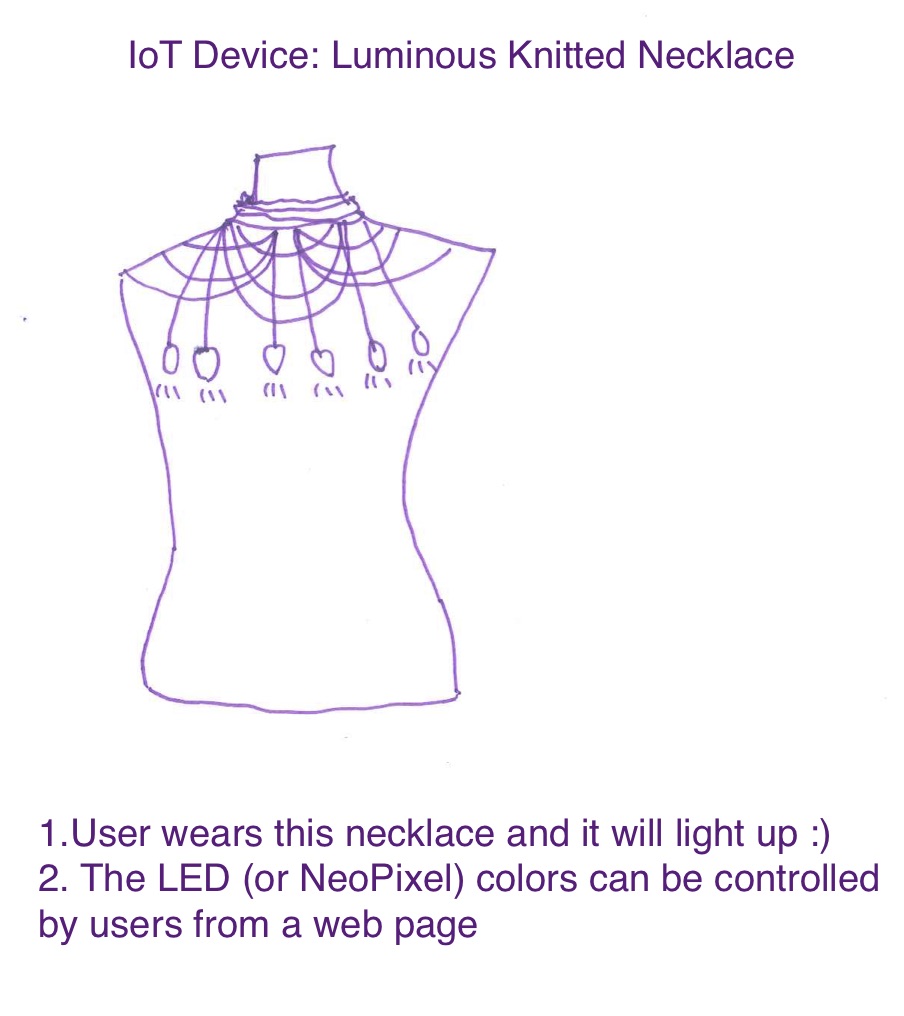 IoT Device: Luminous Knitted Necklace
1.User wears this necklace and it will light up :)
2. The LED (or NeoPixel) colors can be controlled
by users from a web page